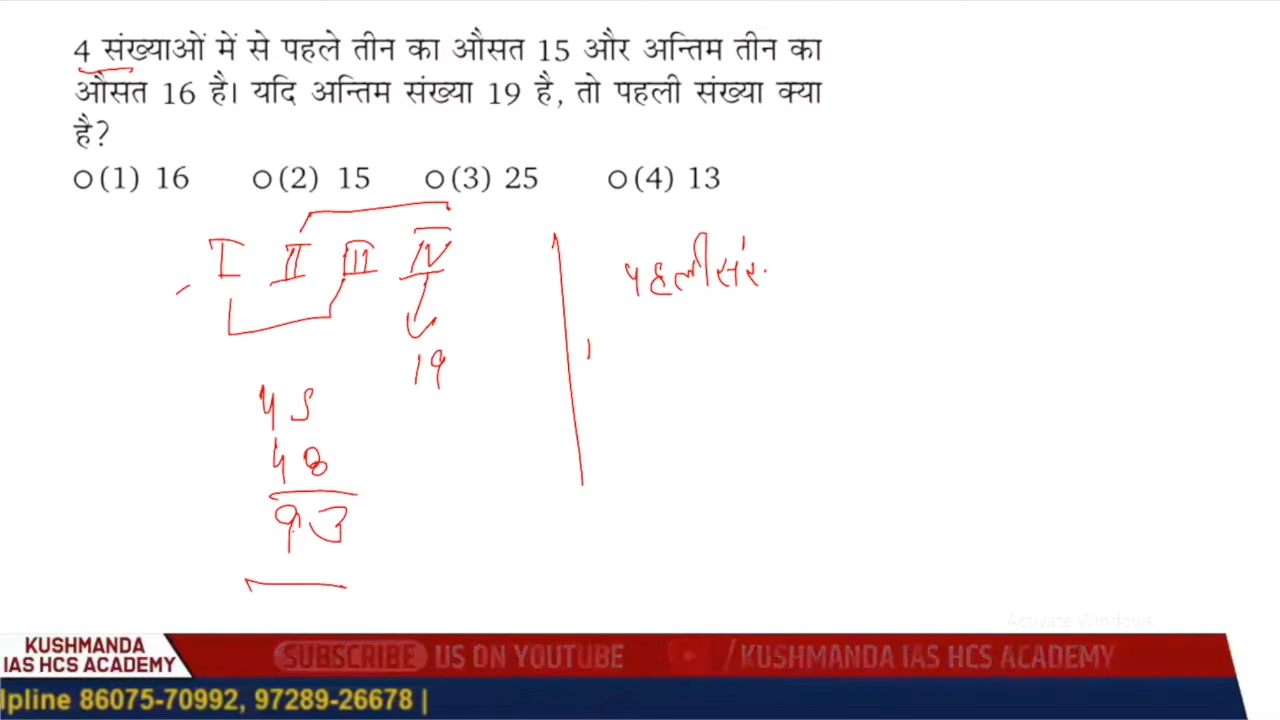 4 संख्याओं में से पहले तीन का औसत 15 और अन्तिम तीन का
औसत 16 है। यदि अन्तिम संख्या 19 है, तो पहली संख्या क्या
है?
(1) 16 (2) 15 (3) 25 (4) 13
I II III IV
19
45
48
93
पहली सं
Activate Windows
KUSHMANDA
IAS HCS ACADEMY
SUBSCRIBE US ON YOUTUBE /KUSHMANDA IAS HCS ACADEMY
lpline 86075-70992, 97289-26678 |